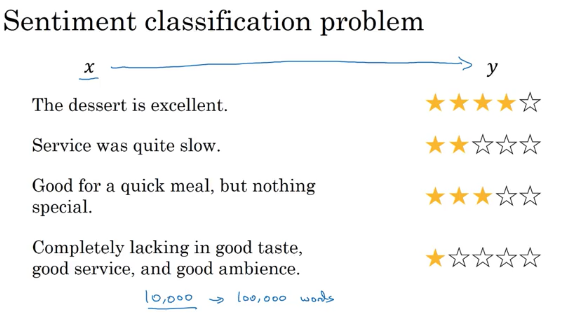 Sentiment classification problem
x → y
The dessert is excellent.
Service was quite slow.
Good for a quick meal, but nothing
special.
Completely lacking in good taste,
good service, and good ambience.
10,000 → 100,000 words